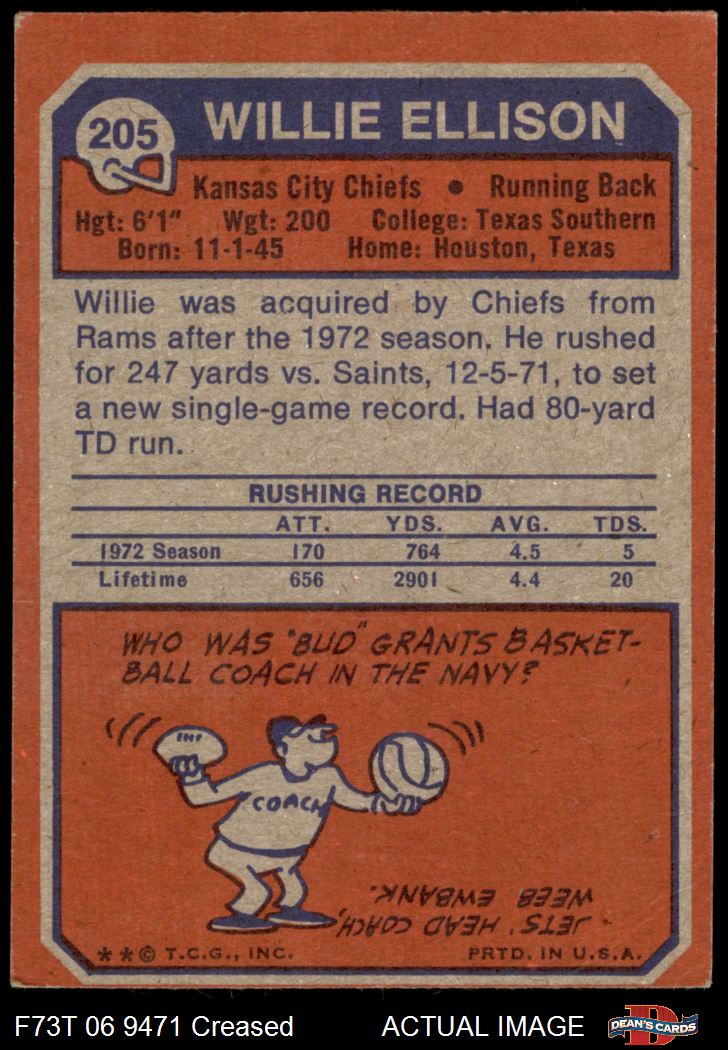 205
WILLIE ELLISON
Kansas City Chiefs • Running Back
Hgt: 6'1" Wgt: 200 College: Texas Southern
Born: 11-1-45 Home: Houston, Texas
Willie was acquired by Chiefs from
Rams after the 1972 season. He rushed
for 247 yards vs. Saints, 12-5-71, to set
a new single-game record. Had 80-yard
TD run.
RUSHING RECORD
ATT. YDS. AVG. TDS.
1972 Season 170 764 4.5 5
Lifetime 656 2901 4.4 20
WHO WAS "BUD" GRANTS BASKET-
BALL COACH IN THE NAVY?
COACH
JETS' HEAD COACH,
WEEB EWBANK.
**© T.C.G., INC. PRTD. IN U.S.A.
F73T 06 9471 Creased ACTUAL IMAGE
D
DEAN'S CARDS